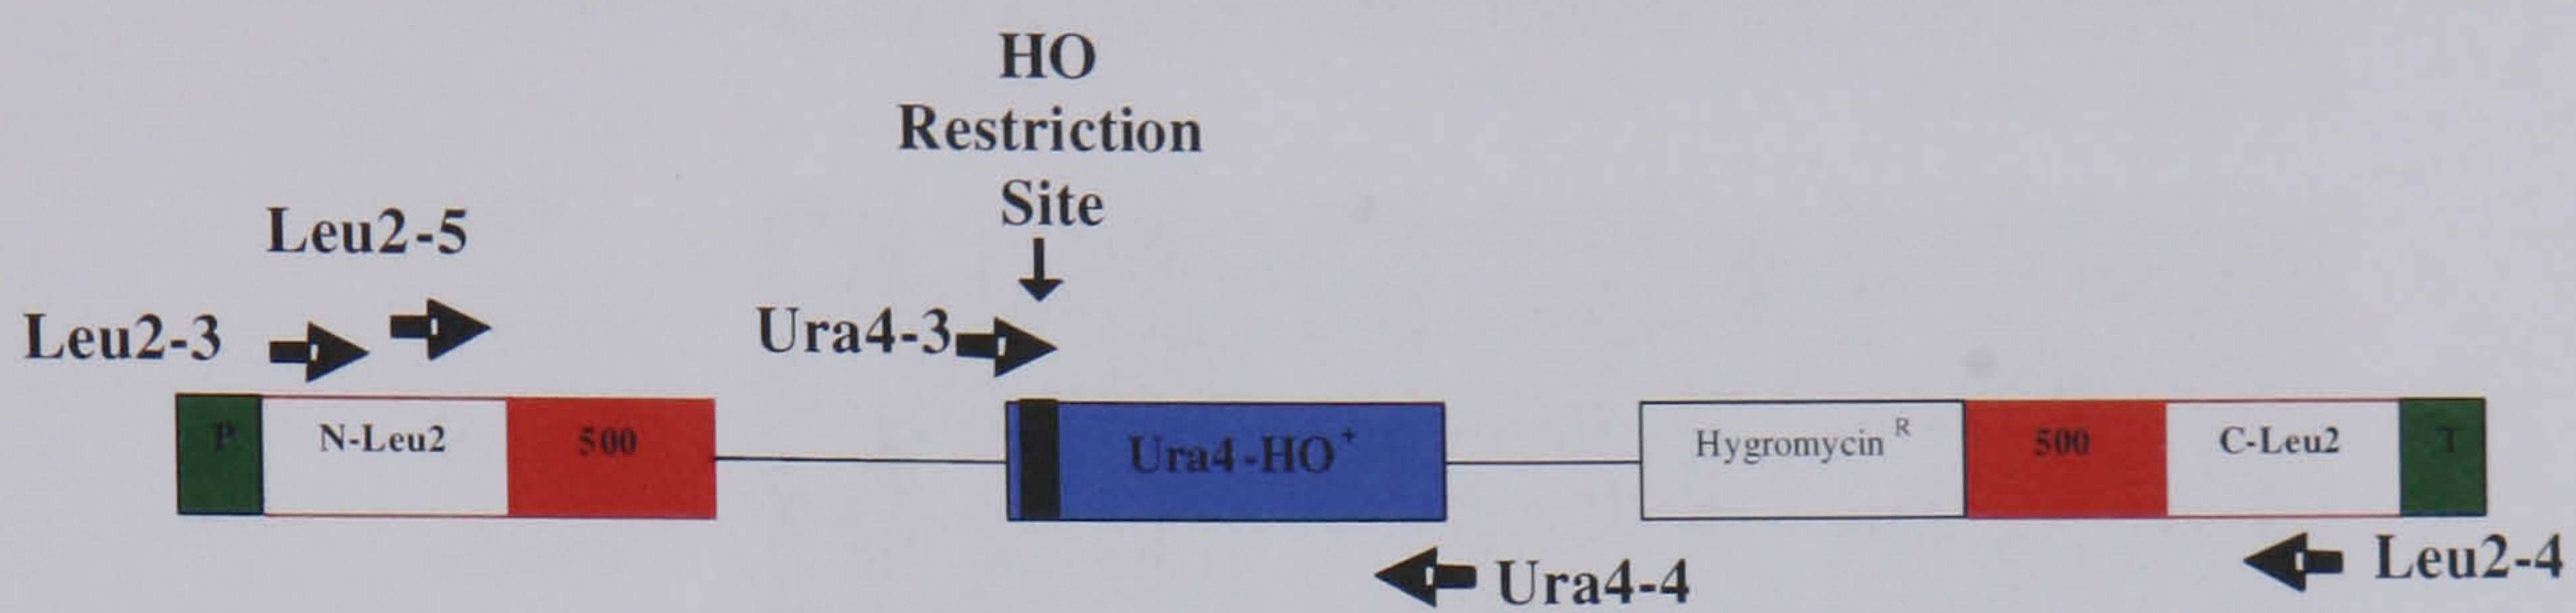 HO
Restriction
Site
Leu2-5
Leu2-3
Ura4-3
P
N-Leu2
500
Ura4-HO+
Hygromycin R
500
C-Leu2
T
Ura4-4
Leu2-4